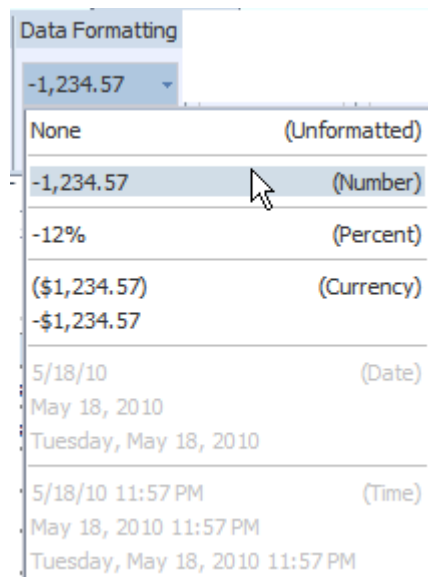 Data Formatting
-1,234.57
None (Unformatted)
-1,234.57 (Number)
-12% (Percent)
($1,234.57) (Currency)
-$1,234.57
5/18/10 (Date)
May 18, 2010
Tuesday, May 18, 2010
5/18/10 11:57 PM (Time)
May 18, 2010 11:57 PM
Tuesday, May 18, 2010 11:57 PM